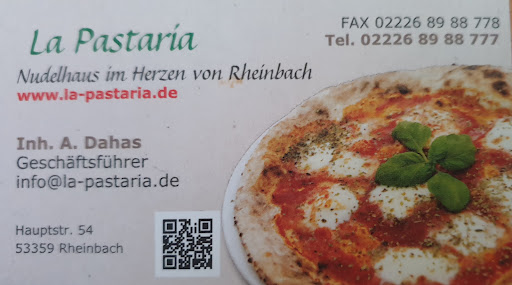 La Pastaria
Nudelhaus im Herzen von Rheinbach
www.la-pastaria.de
FAX 02226 89 88 778
Tel. 02226 89 88 777
Inh. A. Dahas
Geschäftsführer
info@la-pastaria.de
Hauptstr. 54
53359 Rheinbach